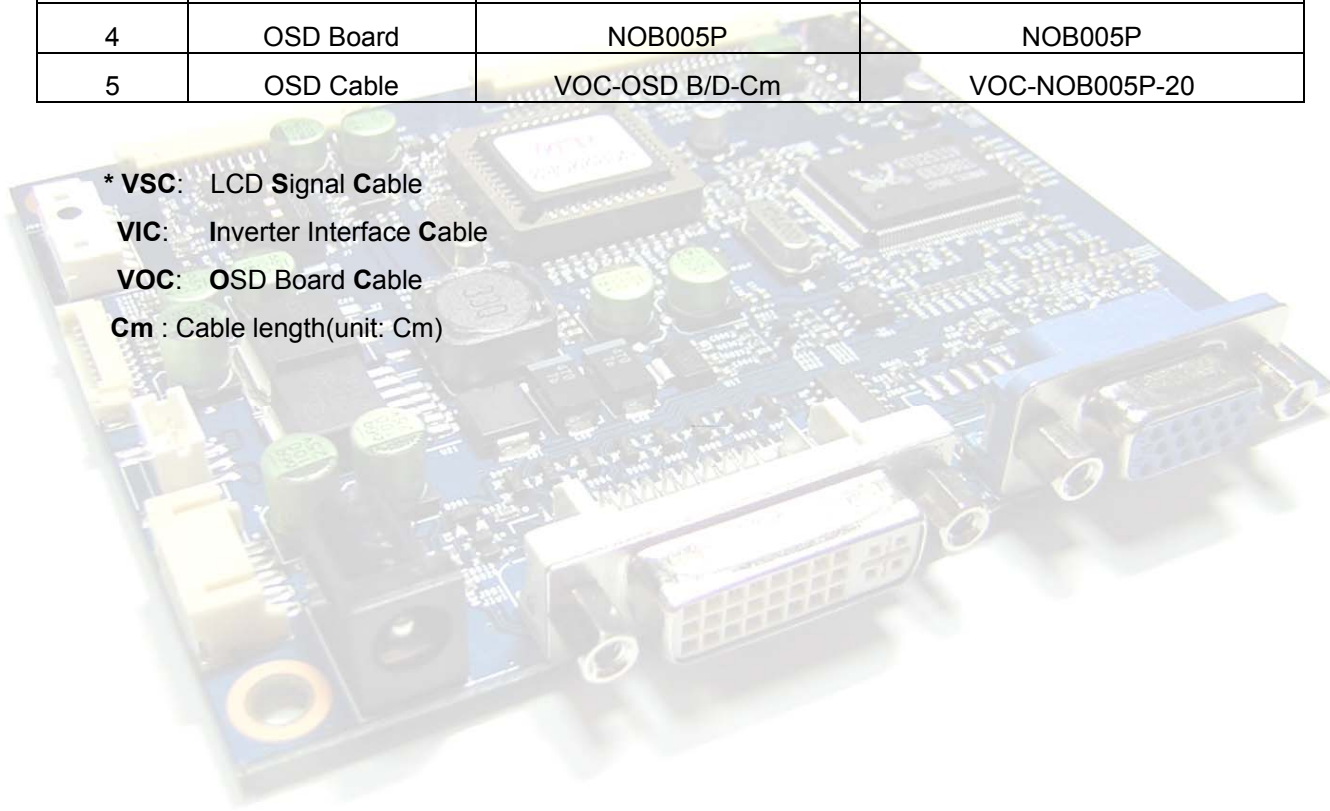 4 OSD Board NOB005P NOB005P
5 OSD Cable VOC-OSD B/D-Cm VOC-NOB005P-20
* VSC: LCD Signal Cable
VIC: Inverter Interface Cable
VOC: OSD Board Cable
Cm : Cable length(unit: Cm)